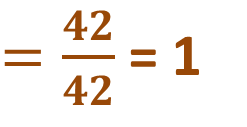 = 42/42 = 1